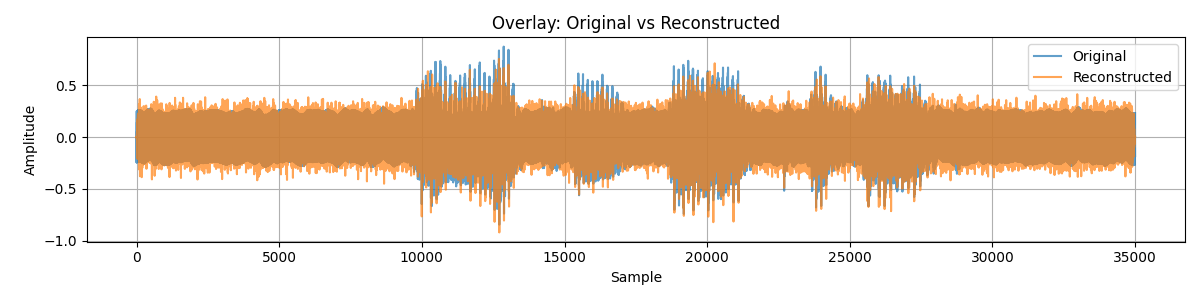 Overlay: Original vs Reconstructed
Original
Reconstructed
Amplitude
0.5
0.0
−0.5
−1.0
0 5000 10000 15000 20000 25000 30000 35000
Sample